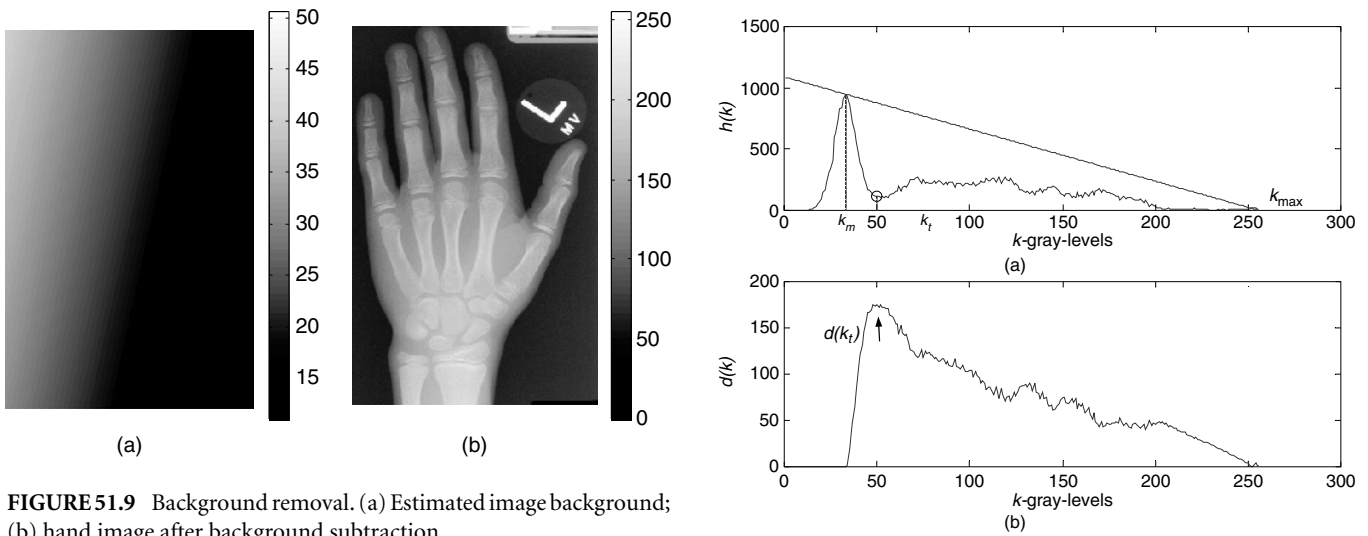 50
45
40
35
30
25
20
15
(a)
250
200
150
100
50
0
L
MV
(b)
FIGURE 51.9 Background removal. (a) Estimated image background;
(b) hand image after background subtraction
1500
1000
500
0
h(k)
k_m
50
k_t
100
150
200
250
300
k_max
k-gray-levels
(a)
200
150
100
50
0
d(k)
d(k_t)
0
50
100
150
200
250
300
k-gray-levels
(b)